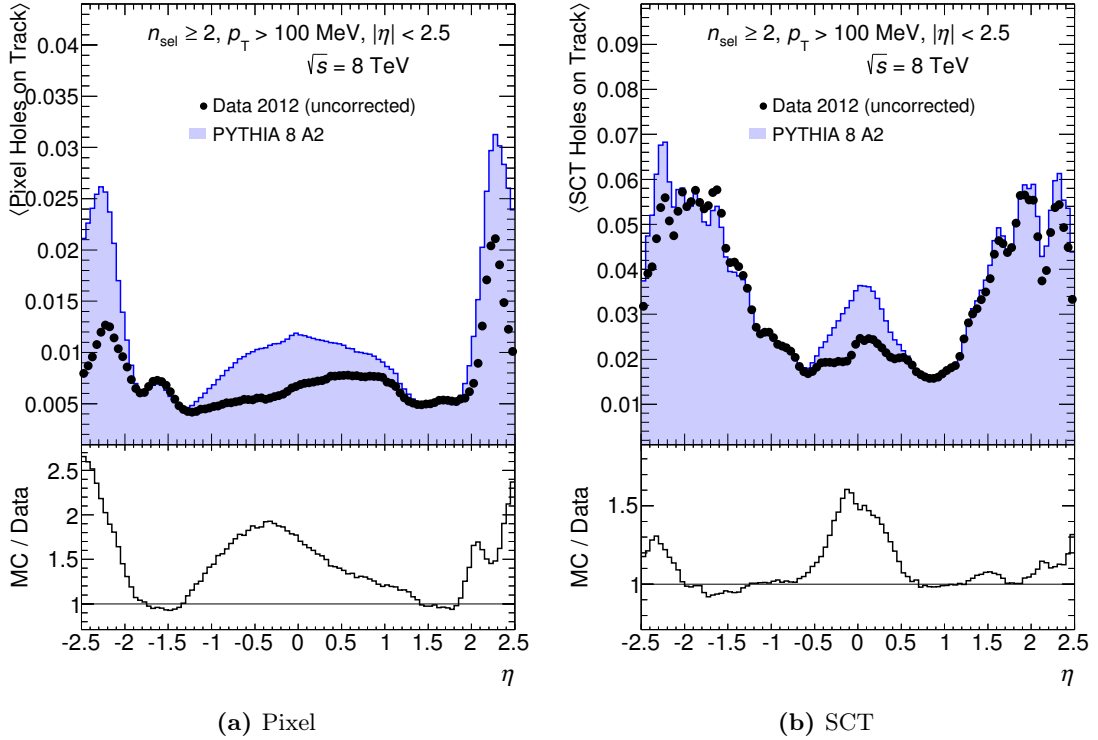 ⟨Pixel Holes on Track⟩
n_sel ≥ 2, p_T > 100 MeV, |η| < 2.5
√s = 8 TeV
Data 2012 (uncorrected)
PYTHIA 8 A2
0.04
0.035
0.03
0.025
0.02
0.015
0.01
0.005
MC / Data
2.5
2
1.5
1
-2.5 -2 -1.5 -1 -0.5 0 0.5 1 1.5 2 2.5
η
(a) Pixel
⟨SCT Holes on Track⟩
n_sel ≥ 2, p_T > 100 MeV, |η| < 2.5
√s = 8 TeV
Data 2012 (uncorrected)
PYTHIA 8 A2
0.09
0.08
0.07
0.06
0.05
0.04
0.03
0.02
0.01
MC / Data
1.5
1
-2.5 -2 -1.5 -1 -0.5 0 0.5 1 1.5 2 2.5
η
(b) SCT